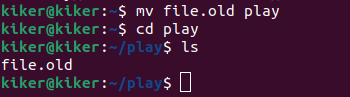 kiker@kiker:~$ mv file.old play
kiker@kiker:~$ cd play
kiker@kiker:~/play$ ls
file.old
kiker@kiker:~/play$